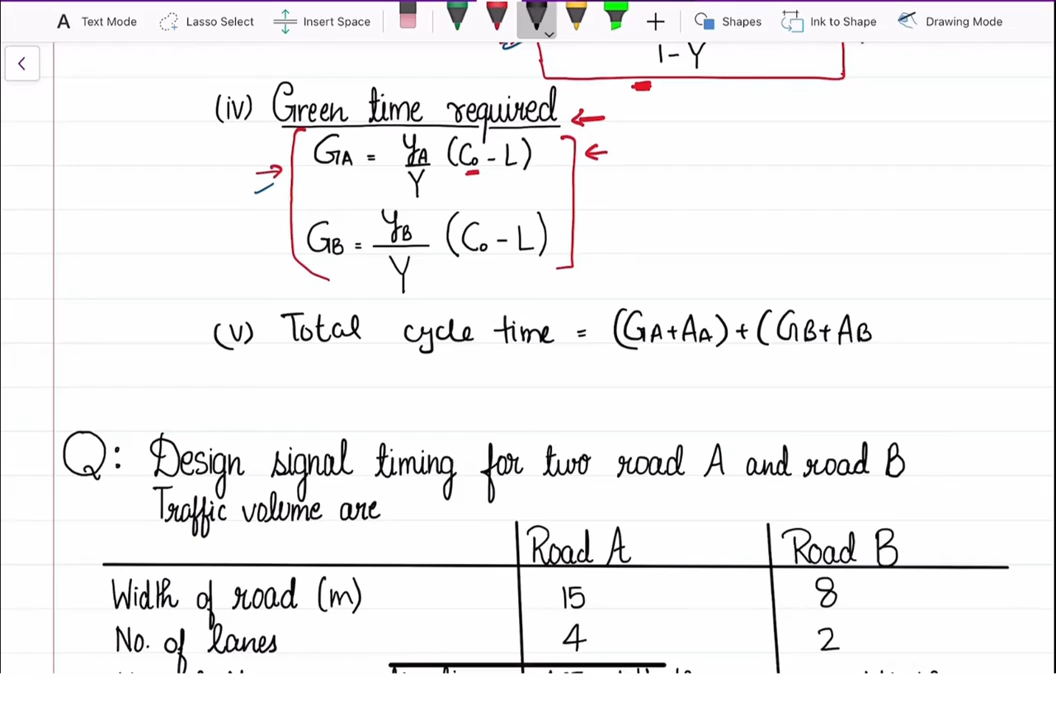 A Text Mode Lasso Select Insert Space Shapes Ink to Shape Drawing Mode
1 - Y
(iv) Green time required
GA = yA/Y (Co - L)
GB = yB/Y (Co - L)
(v) Total cycle time = (GA+AA) + (GB+AB
Q: Design signal timing for two road A and road B
Traffic volume are
Road A Road B
Width of road (m) 15 8
No. of lanes 4 2